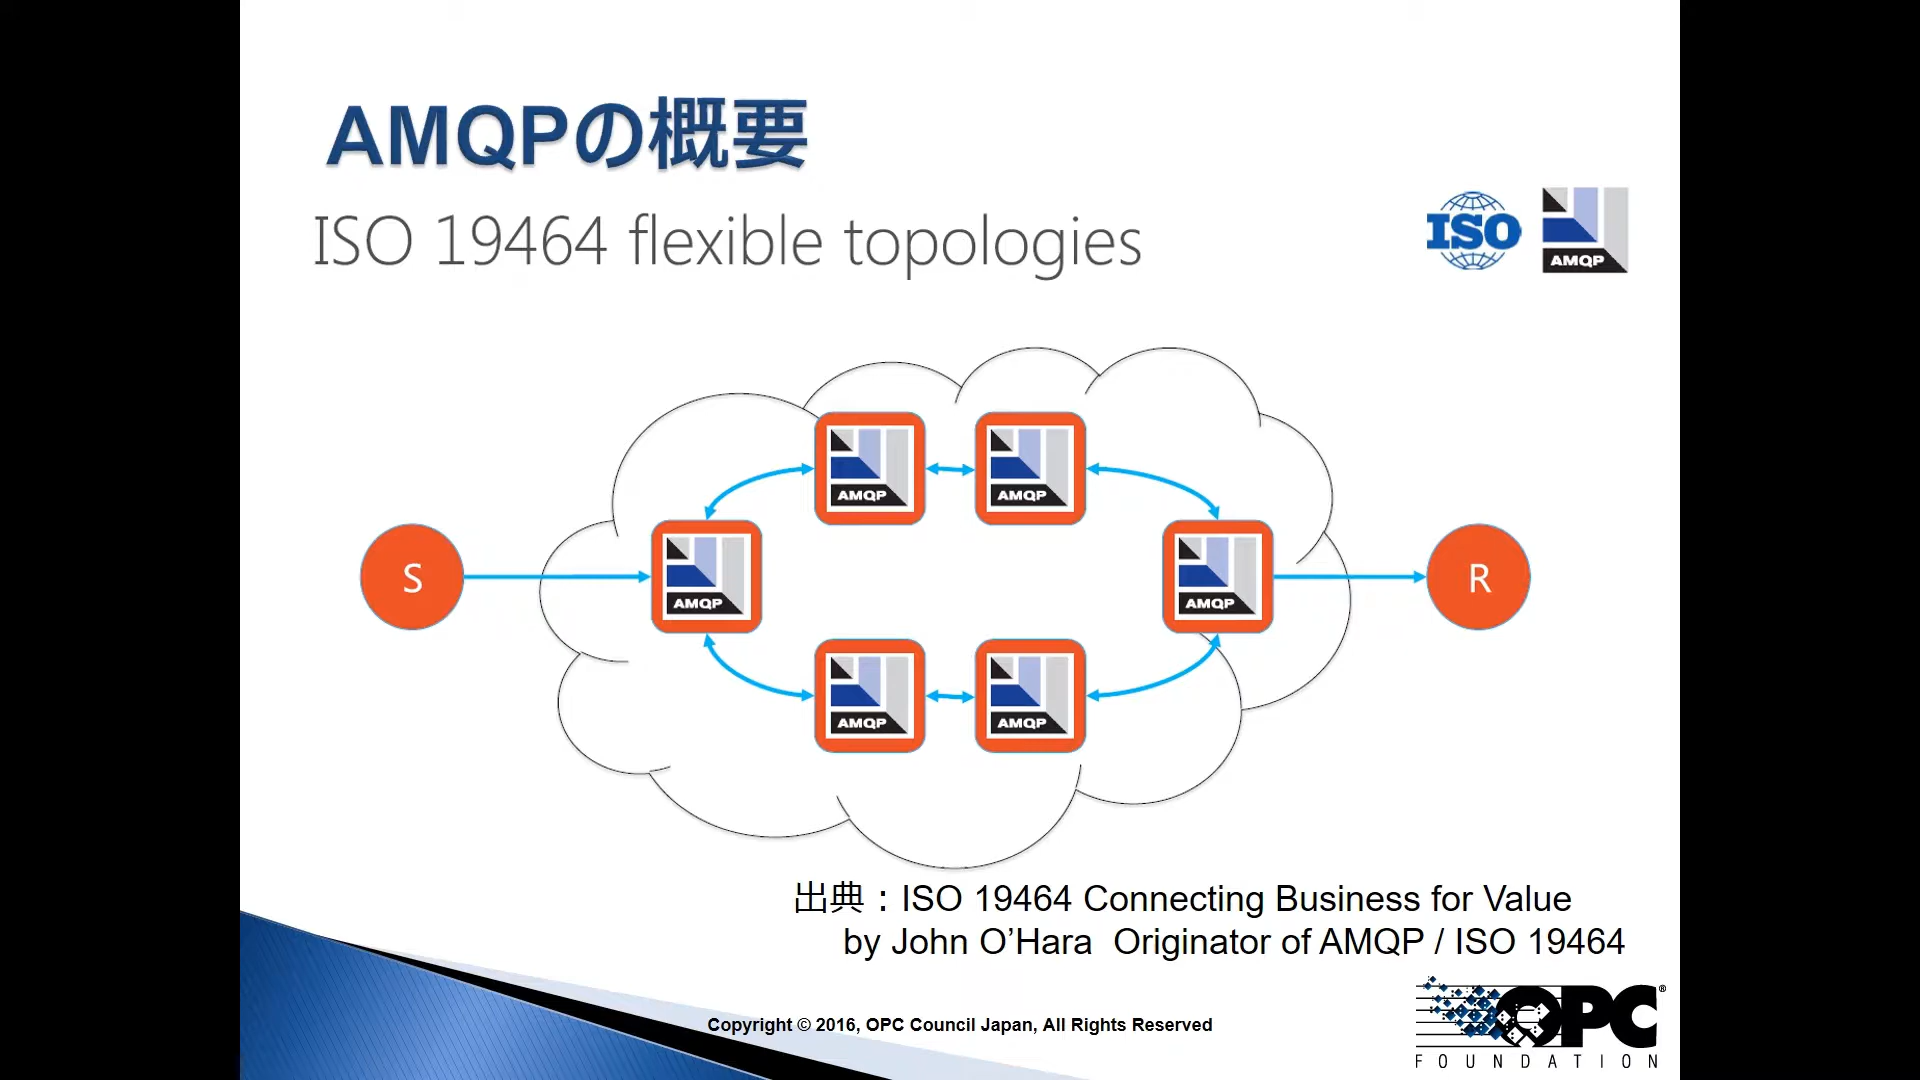 AMQPの概要
ISO 19464 flexible topologies
ISO
AMQP
AMQP
AMQP
S
AMQP
AMQP
R
AMQP
AMQP
出典：ISO 19464 Connecting Business for Value
by John O’Hara Originator of AMQP / ISO 19464
Copyright © 2016, OPC Council Japan, All Rights Reserved
OPC®
FOUNDATION